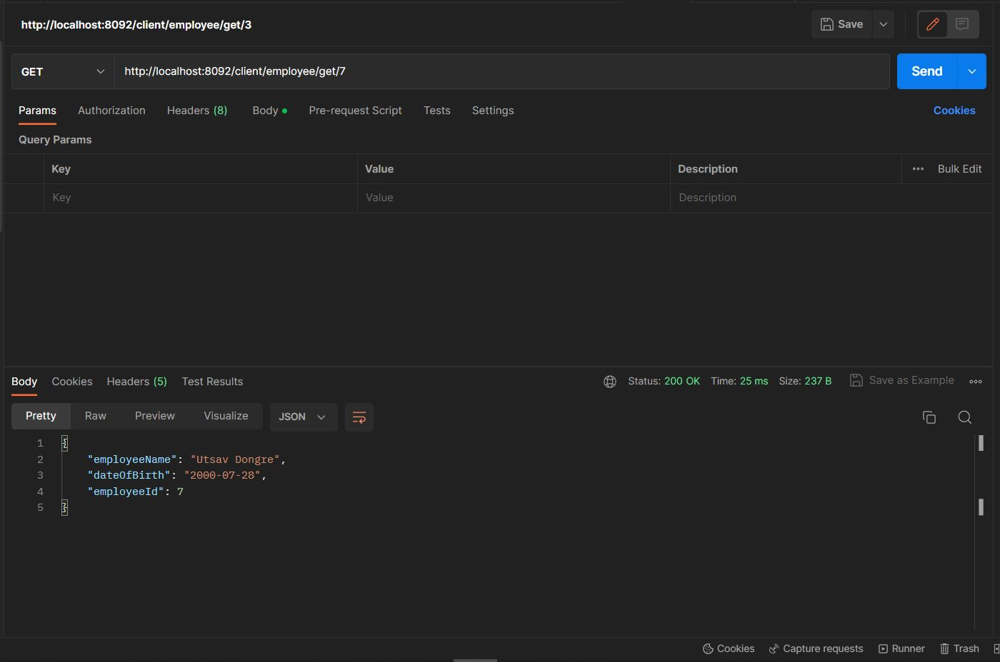 http://localhost:8092/client/employee/get/3
Save
GET
http://localhost:8092/client/employee/get/7
Send
Params Authorization Headers (8) Body Pre-request Script Tests Settings Cookies
Query Params
Key Value Description Bulk Edit
Key Value Description
Body Cookies Headers (5) Test Results Status: 200 OK Time: 25 ms Size: 237 B Save as Example
Pretty Raw Preview Visualize JSON
1 {
2 "employeeName": "Utsav Dongre",
3 "dateOfBirth": "2000-07-28",
4 "employeeId": 7
5 }
Cookies Capture requests Runner Trash